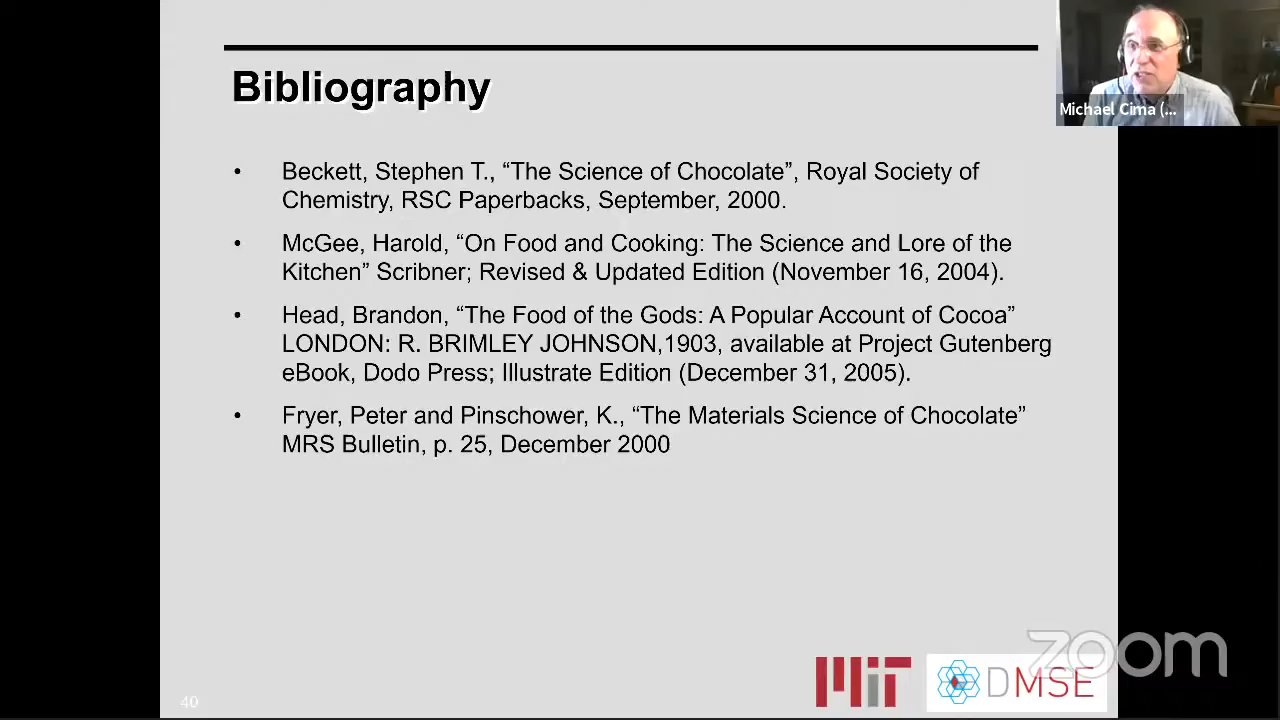 Bibliography
Michael Cima (...
• Beckett, Stephen T., “The Science of Chocolate”, Royal Society of
Chemistry, RSC Paperbacks, September, 2000.
• McGee, Harold, “On Food and Cooking: The Science and Lore of the
Kitchen” Scribner; Revised & Updated Edition (November 16, 2004).
• Head, Brandon, “The Food of the Gods: A Popular Account of Cocoa”
LONDON: R. BRIMLEY JOHNSON,1903, available at Project Gutenberg
eBook, Dodo Press; Illustrate Edition (December 31, 2005).
• Fryer, Peter and Pinschower, K., “The Materials Science of Chocolate”
MRS Bulletin, p. 25, December 2000
zoom
MIT
DMSE
40